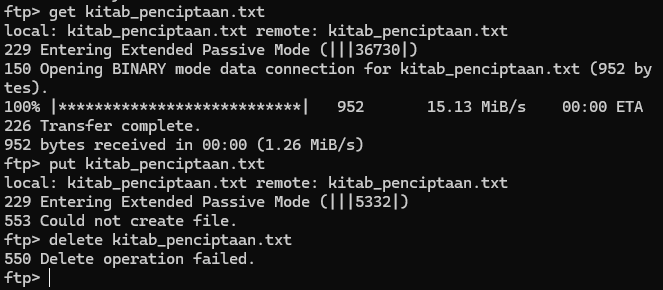 ftp> get kitab_penciptaan.txt
local: kitab_penciptaan.txt remote: kitab_penciptaan.txt
229 Entering Extended Passive Mode (|||36730|)
150 Opening BINARY mode data connection for kitab_penciptaan.txt (952 by
tes).
100% |***************************|   952       15.13 MiB/s    00:00 ETA
226 Transfer complete.
952 bytes received in 00:00 (1.26 MiB/s)
ftp> put kitab_penciptaan.txt
local: kitab_penciptaan.txt remote: kitab_penciptaan.txt
229 Entering Extended Passive Mode (|||5332|)
553 Could not create file.
ftp> delete kitab_penciptaan.txt
550 Delete operation failed.
ftp>